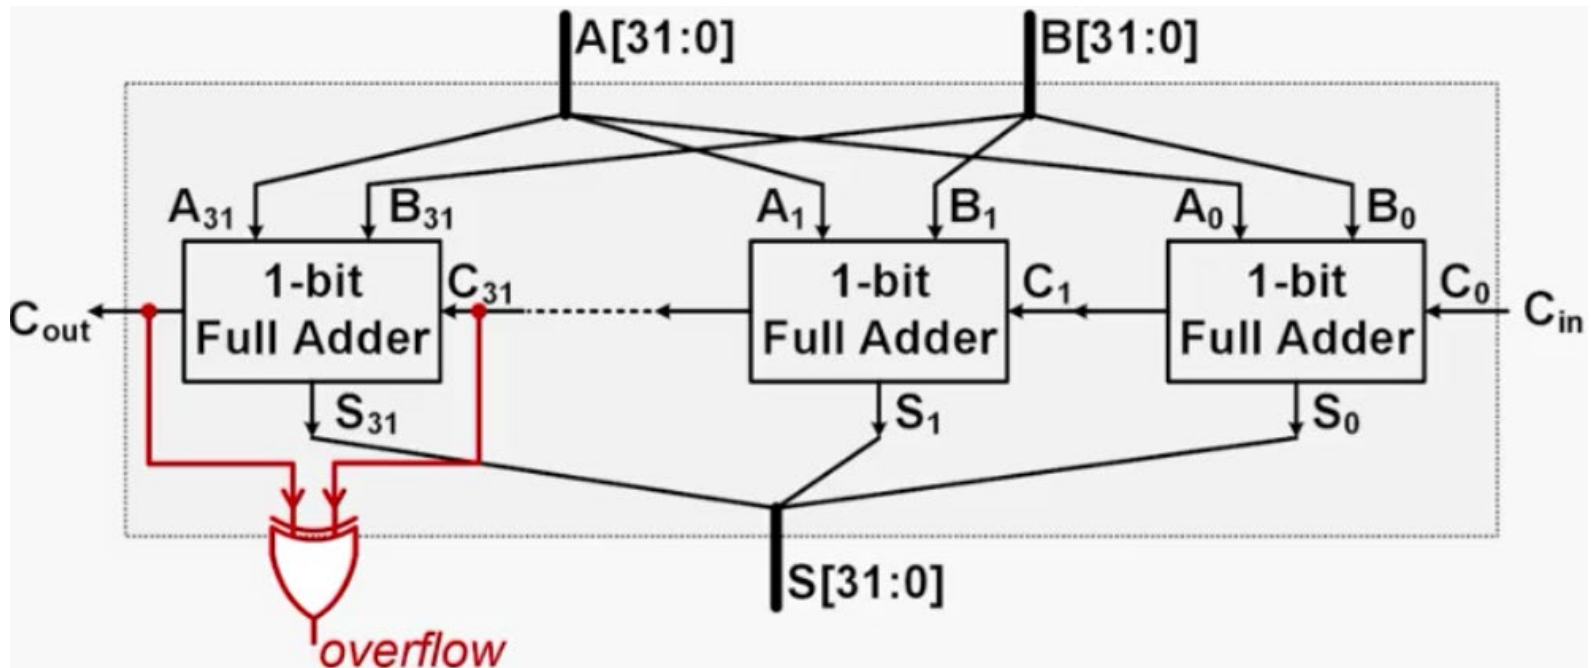 A[31:0]
B[31:0]
A31
B31
A1
B1
A0
B0
1-bit
Full Adder
C31
1-bit
Full Adder
C1
1-bit
Full Adder
C0
Cout
Cin
S31
S1
S0
S[31:0]
overflow